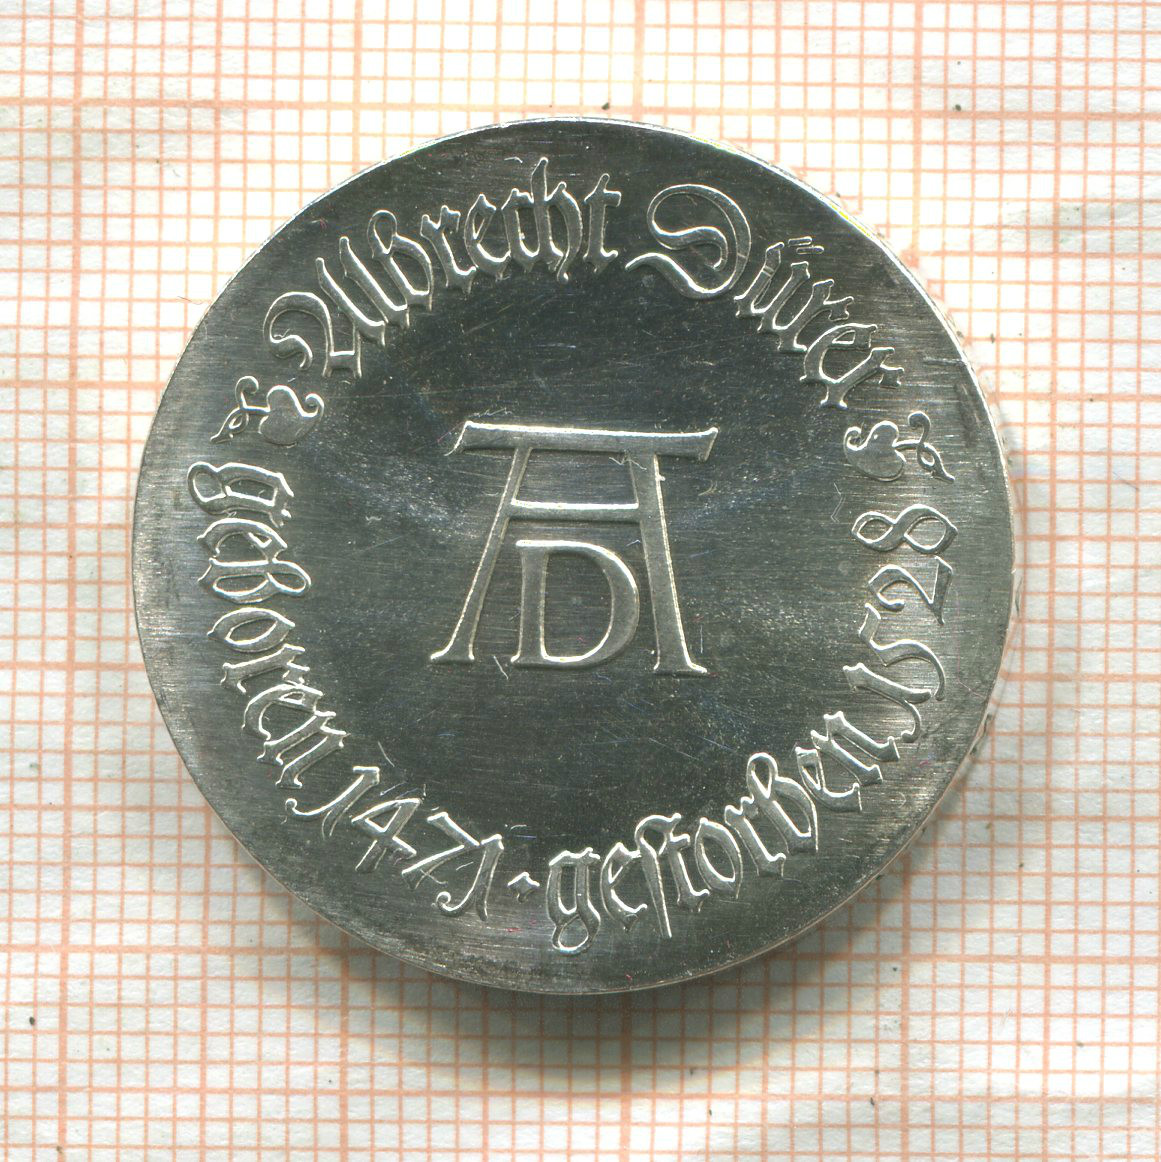 Albrecht Dürer
geboren 1471 · gestorben 1528
AD